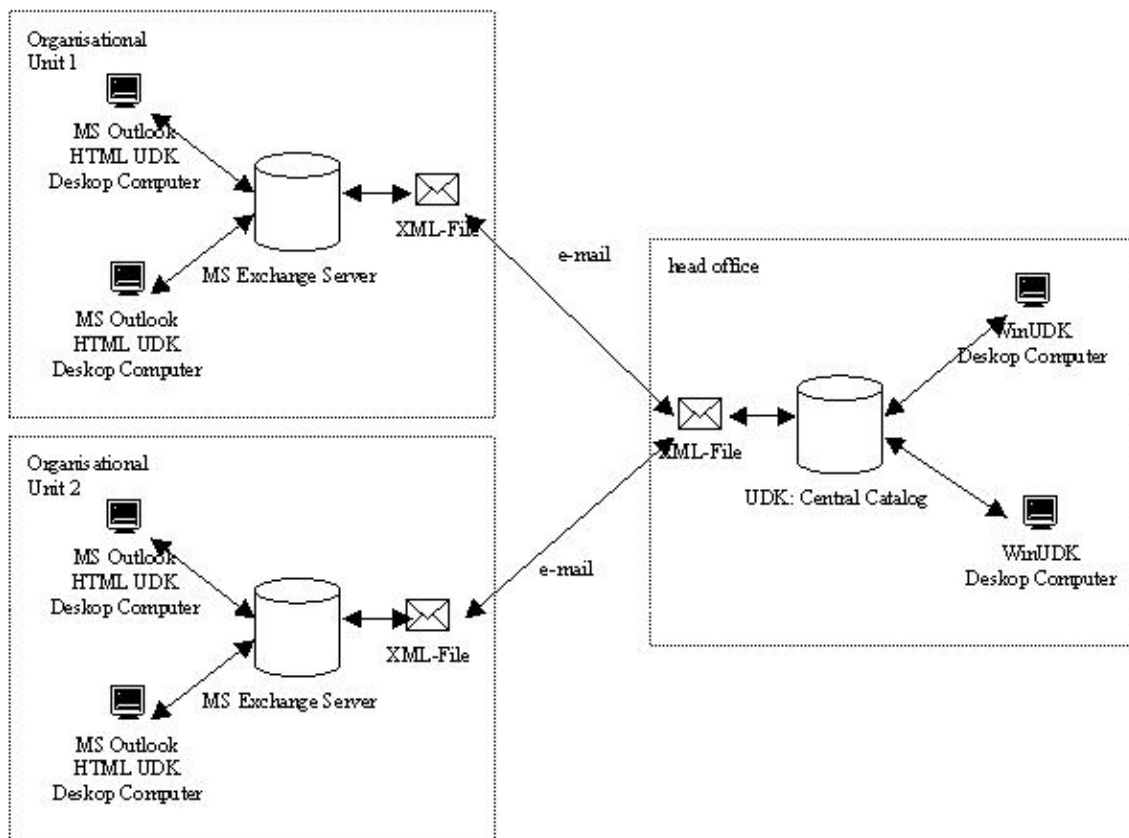 Organisational
Unit 1
MS Outlook
HTML UDK
Deskop Computer
MS Exchange Server
XML-File
MS Outlook
HTML UDK
Deskop Computer
e-mail
head office
WinUDK
Deskop Computer
XML-File
UDK: Central Catalog
WinUDK
Deskop Computer
Organisational
Unit 2
MS Outlook
HTML UDK
Deskop Computer
e-mail
XML-File
MS Exchange Server
MS Outlook
HTML UDK
Deskop Computer